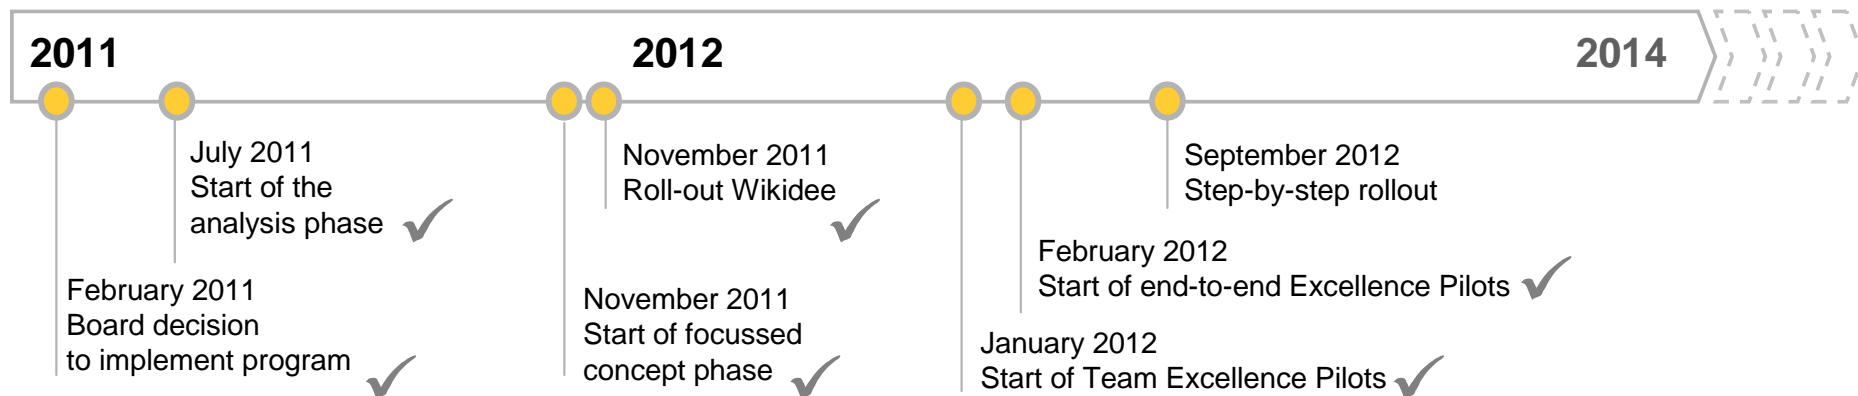 2011
2012
2014
July 2011
Start of the
analysis phase
February 2011
Board decision
to implement program
November 2011
Roll-out Wikidee
November 2011
Start of focussed
concept phase
September 2012
Step-by-step rollout
February 2012
Start of end-to-end Excellence Pilots
January 2012
Start of Team Excellence Pilots